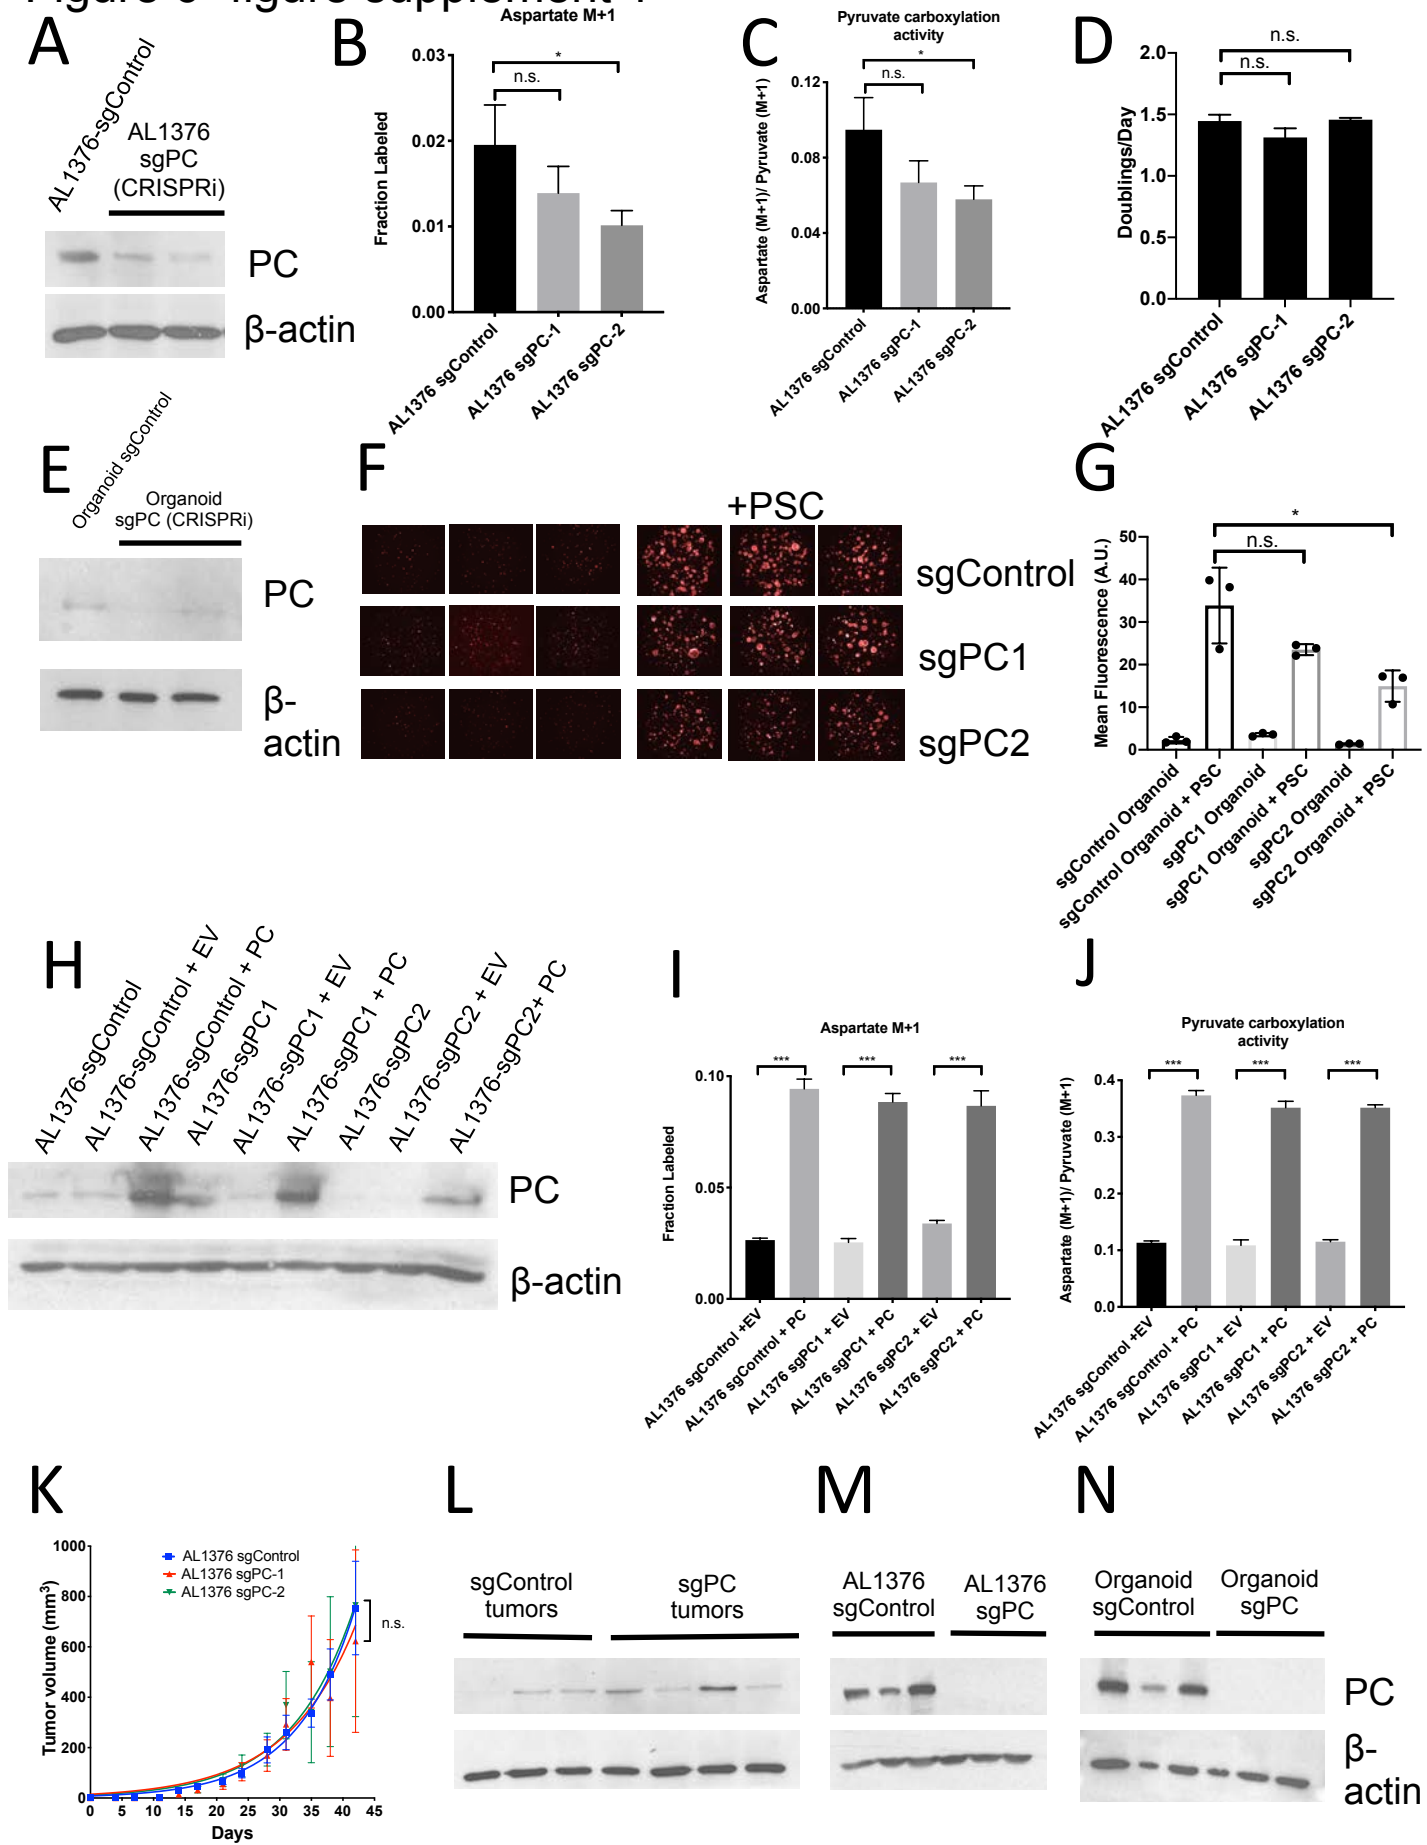 A
AL1376-sgControl
AL1376
sgPC
(CRISPRi)
PC
β-actin
B
Aspartate M+1
Fraction Labeled
0.03
0.02
0.01
0.00
*
n.s.
AL1376 sgControl
AL1376 sgPC-1
AL1376 sgPC-2
C
Pyruvate carboxylation
activity
Aspartate (M+1)/ Pyruvate (M+1)
0.12
0.08
0.04
0.00
*
n.s.
AL1376 sgControl
AL1376 sgPC-1
AL1376 sgPC-2
D
Doublings/Day
2.0
1.5
1.0
0.5
0.0
n.s.
n.s.
AL1376 sgControl
AL1376 sgPC-1
AL1376 sgPC-2
E
Organoid sgControl
Organoid
sgPC (CRISPRi)
PC
β-
actin
F
+PSC
sgControl
sgPC1
sgPC2
G
Mean Fluorescence (A.U.)
50
40
30
20
10
0
*
n.s.
sgControl Organoid
sgControl Organoid + PSC
sgPC1 Organoid
sgPC1 Organoid + PSC
sgPC2 Organoid
sgPC2 Organoid + PSC
H
AL1376-sgControl
AL1376-sgControl + EV
AL1376-sgControl + PC
AL1376-sgPC1
AL1376-sgPC1 + EV
AL1376-sgPC1 + PC
AL1376-sgPC2
AL1376-sgPC2 + EV
AL1376-sgPC2+ PC
PC
β-actin
I
Aspartate M+1
Fraction Labeled
0.10
0.05
0.00
***
***
***
AL1376 sgControl +EV
AL1376 sgControl + PC
AL1376 sgPC1 + EV
AL1376 sgPC1 + PC
AL1376 sgPC2 + EV
AL1376 sgPC2 + PC
J
Pyruvate carboxylation
activity
Aspartate (M+1)/ Pyruvate (M+1)
0.4
0.3
0.2
0.1
0.0
***
***
***
AL1376 sgControl +EV
AL1376 sgControl + PC
AL1376 sgPC1 + EV
AL1376 sgPC1 + PC
AL1376 sgPC2 + EV
AL1376 sgPC2 + PC
K
Tumor volume (mm³)
1000
800
600
400
200
0
AL1376 sgControl
AL1376 sgPC-1
AL1376 sgPC-2
n.s.
0 5 10 15 20 25 30 35 40 45
Days
L
sgControl
tumors
sgPC
tumors
M
AL1376
sgControl
AL1376
sgPC
N
Organoid
sgControl
Organoid
sgPC
PC
β-
actin